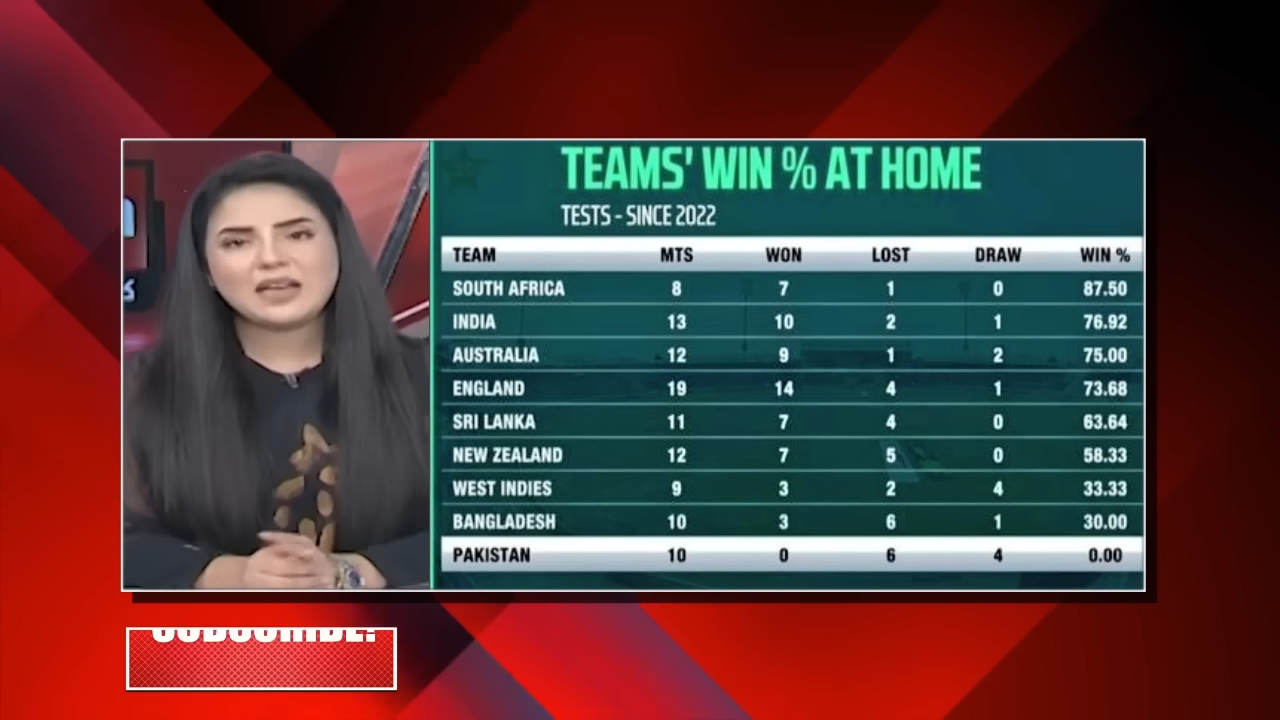 TEAMS' WIN % AT HOME
TESTS - SINCE 2022
TEAM MTS WON LOST DRAW WIN %
SOUTH AFRICA 8 7 1 0 87.50
INDIA 13 10 2 1 76.92
AUSTRALIA 12 9 1 2 75.00
ENGLAND 19 14 4 1 73.68
SRI LANKA 11 7 4 0 63.64
NEW ZEALAND 12 7 5 0 58.33
WEST INDIES 9 3 2 4 33.33
BANGLADESH 10 3 6 1 30.00
PAKISTAN 10 0 6 4 0.00
SUBSCRIBE!